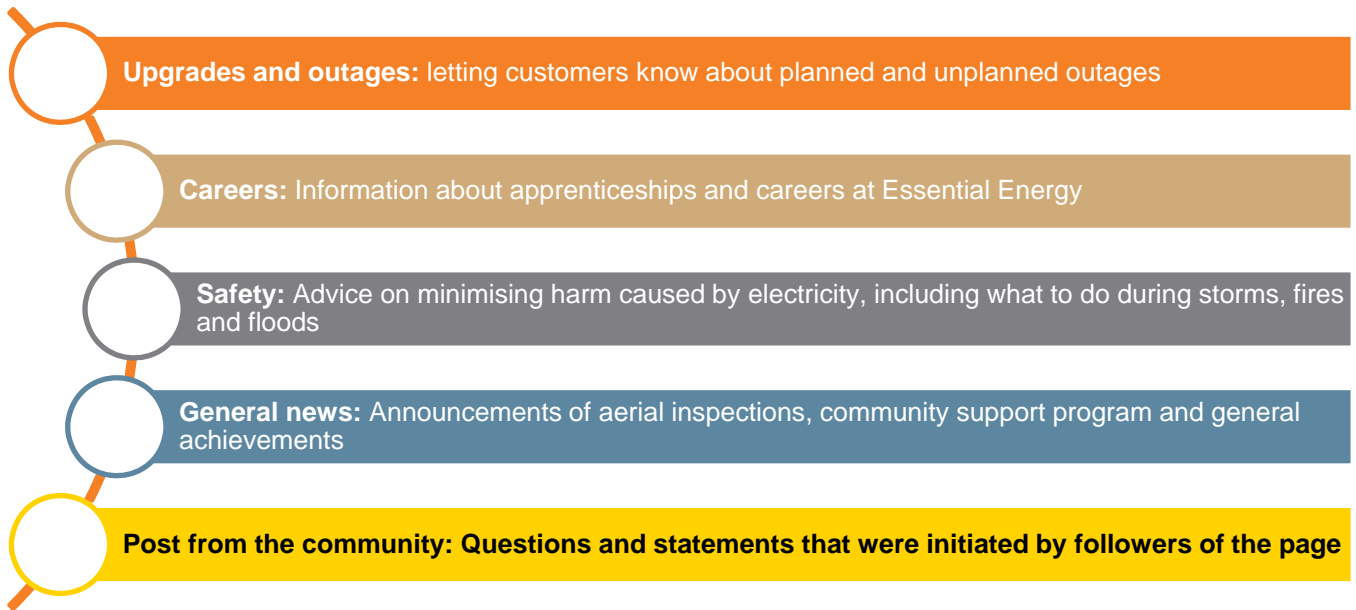 Upgrades and outages: letting customers know about planned and unplanned outages
Careers: Information about apprenticeships and careers at Essential Energy
Safety: Advice on minimising harm caused by electricity, including what to do during storms, fires
and floods
General news: Announcements of aerial inspections, community support program and general
achievements
Post from the community: Questions and statements that were initiated by followers of the page